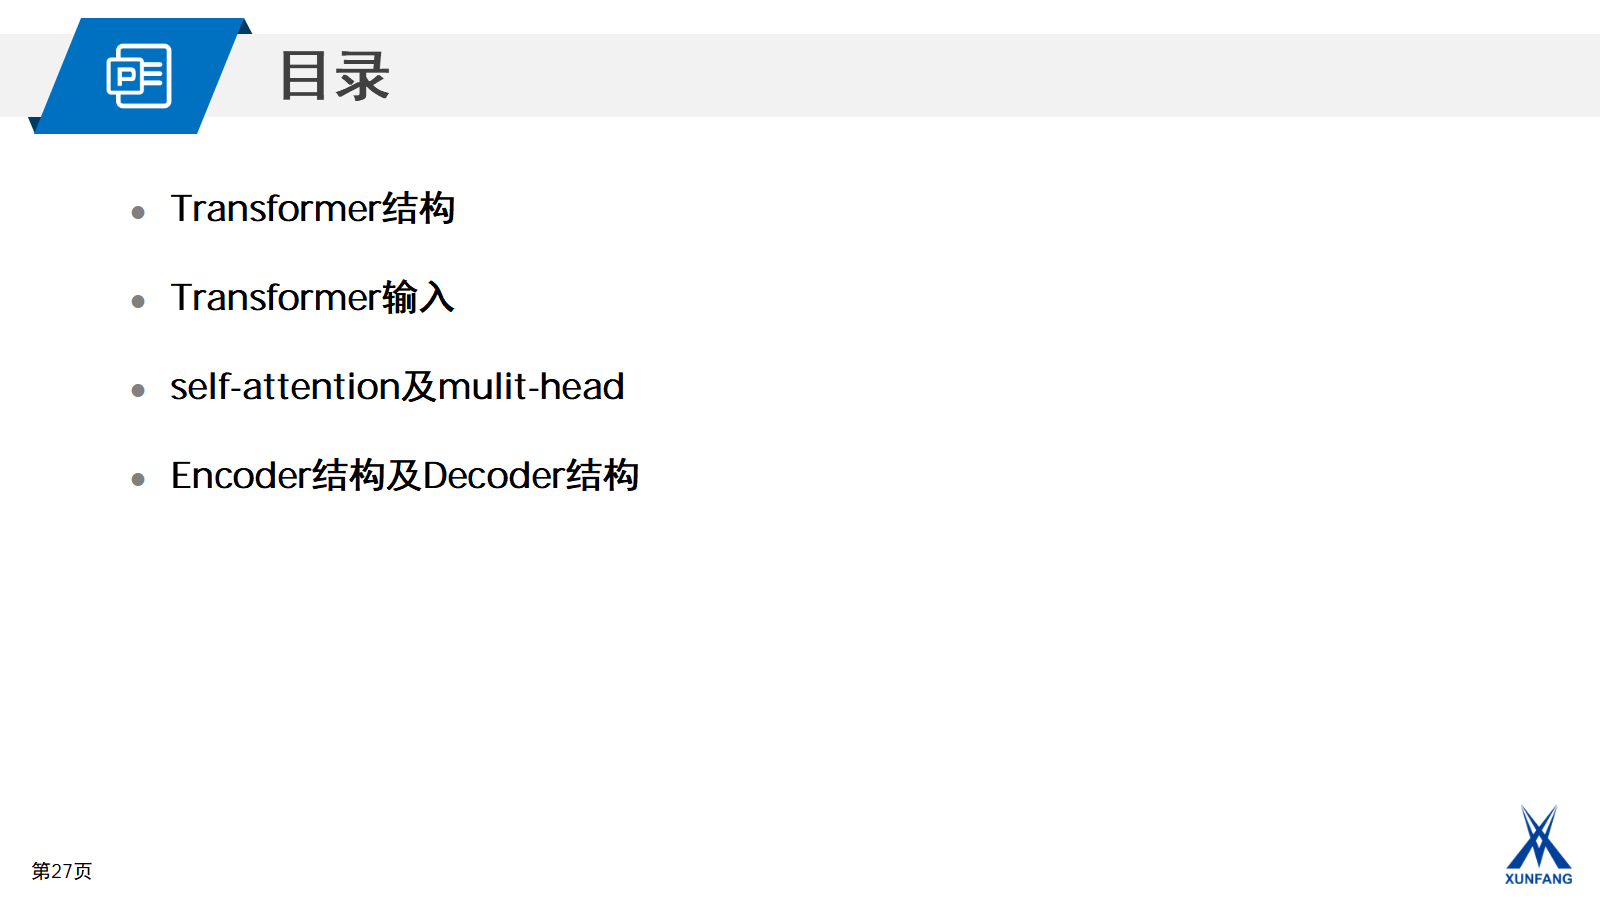 目录
Transformer结构
Transformer输入
self-attention及mulit-head
Encoder结构及Decoder结构
第27页
XUNFANG